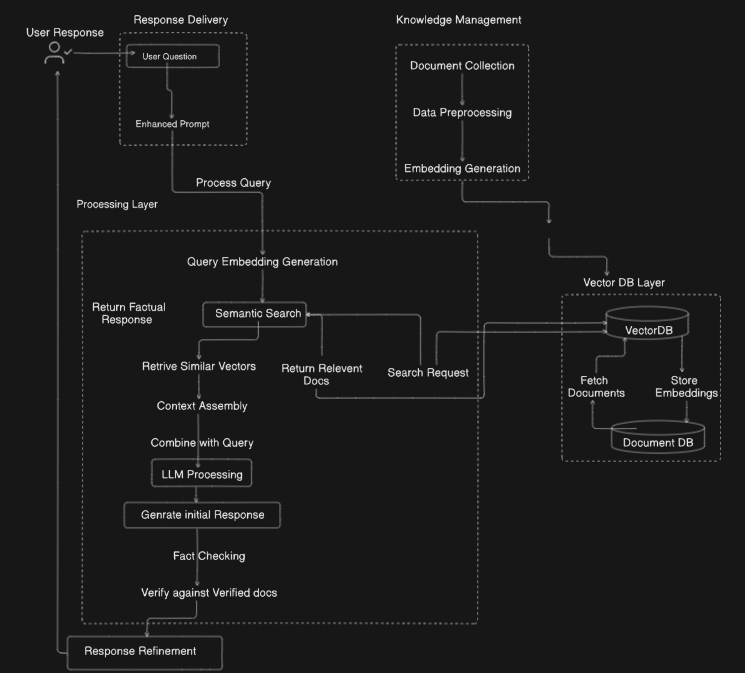 Response Delivery
Knowledge Management
User Response
User Question
Enhanced Prompt
Document Collection
Data Preprocessing
Embedding Generation
Process Query
Processing Layer
Query Embedding Generation
Return Factual
Response
Semantic Search
Retrive Similar Vectors
Return Relevent
Docs
Search Request
Context Assembly
Combine with Query
LLM Processing
Genrate initial Response
Fact Checking
Verify against Verified docs
Response Refinement
Vector DB Layer
VectorDB
Fetch
Documents
Store
Embeddings
Document DB